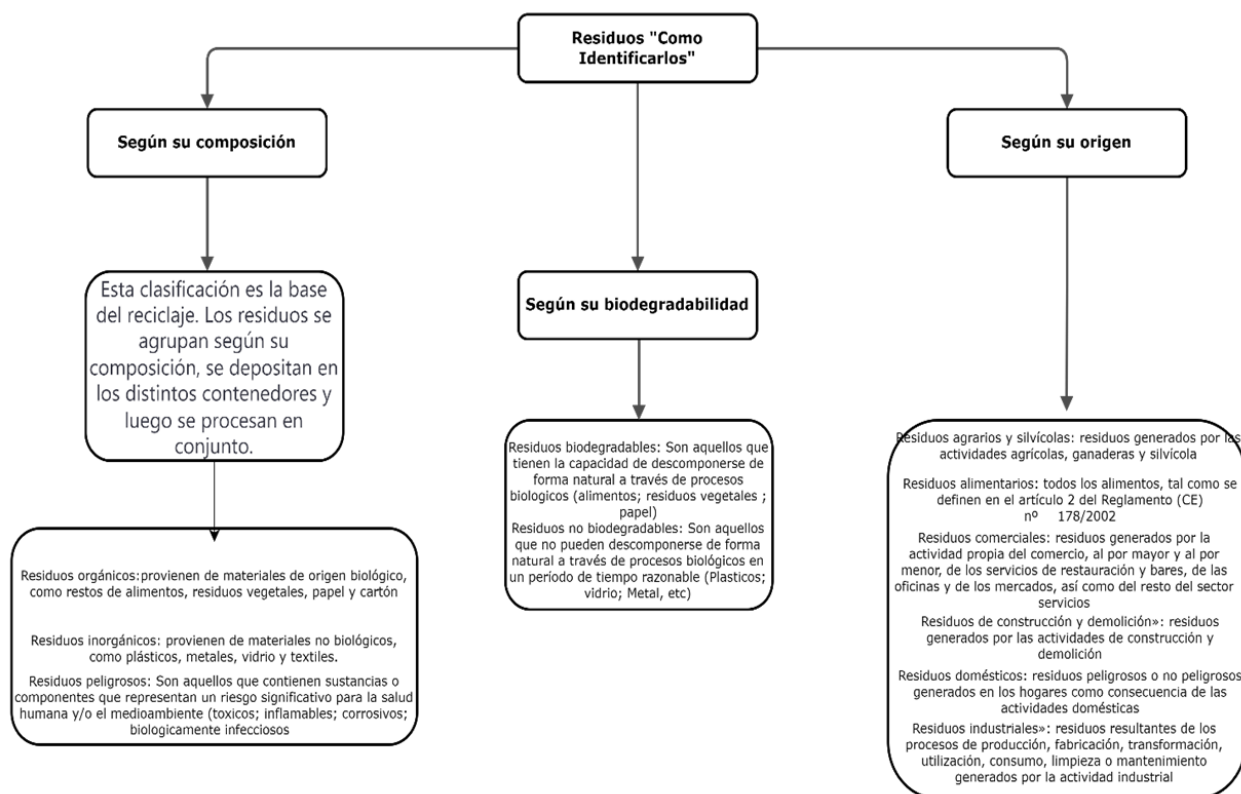 Residuos "Como
Identificarlos"
Según su composición
Esta clasificación es la base
del reciclaje. Los residuos se
agrupan según su
composición, se depositan en
los distintos contenedores y
luego se procesan en
conjunto.
Residuos orgánicos:provienen de materiales de origen biológico,
como restos de alimentos, residuos vegetales, papel y cartón
Residuos inorgánicos: provienen de materiales no biológicos,
como plásticos, metales, vidrio y textiles.
Residuos peligrosos: Son aquellos que contienen sustancias o
componentes que representan un riesgo significativo para la salud
humana y/o el medioambiente (toxicos; inflamables; corrosivos;
biologicamente infecciosos
Según su biodegradabilidad
Residuos biodegradables: Son aquellos que
tienen la capacidad de descomponerse de
forma natural a través de procesos
biologicos (alimentos; residuos vegetales ;
papel)
Residuos no biodegradables: Son aquellos
que no pueden descomponerse de forma
natural a través de procesos biológicos en
un período de tiempo razonable (Plasticos;
vidrio; Metal, etc)
Según su origen
Residuos agrarios y silvícolas: residuos generados por las
actividades agrícolas, ganaderas y silvícola
Residuos alimentarios: todos los alimentos, tal como se
definen en el artículo 2 del Reglamento (CE)
nº 178/2002
Residuos comerciales: residuos generados por la
actividad propia del comercio, al por mayor y al por
menor, de los servicios de restauración y bares, de las
oficinas y de los mercados, así como del resto del sector
servicios
Residuos de construcción y demolición»: residuos
generados por las actividades de construcción y
demolición
Residuos domésticos: residuos peligrosos o no peligrosos
generados en los hogares como consecuencia de las
actividades domésticas
Residuos industriales»: residuos resultantes de los
procesos de producción, fabricación, transformación,
utilización, consumo, limpieza o mantenimiento
generados por la actividad industrial